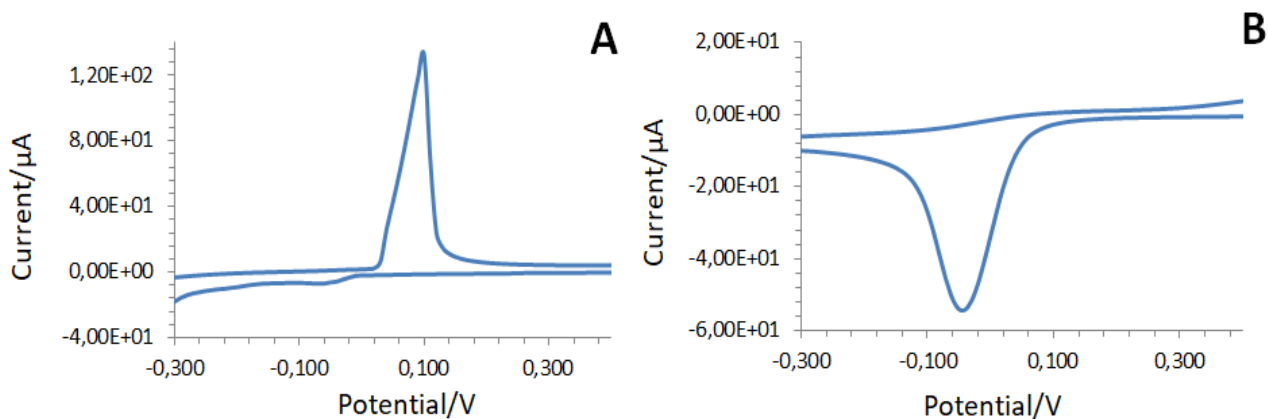 A
1,20E+02
8,00E+01
4,00E+01
0,00E+00
-4,00E+01
Current/µA
-0,300
-0,100
0,100
0,300
Potential/V
B
2,00E+01
0,00E+00
-2,00E+01
-4,00E+01
-6,00E+01
Current/µA
-0,300
-0,100
0,100
0,300
Potential/V